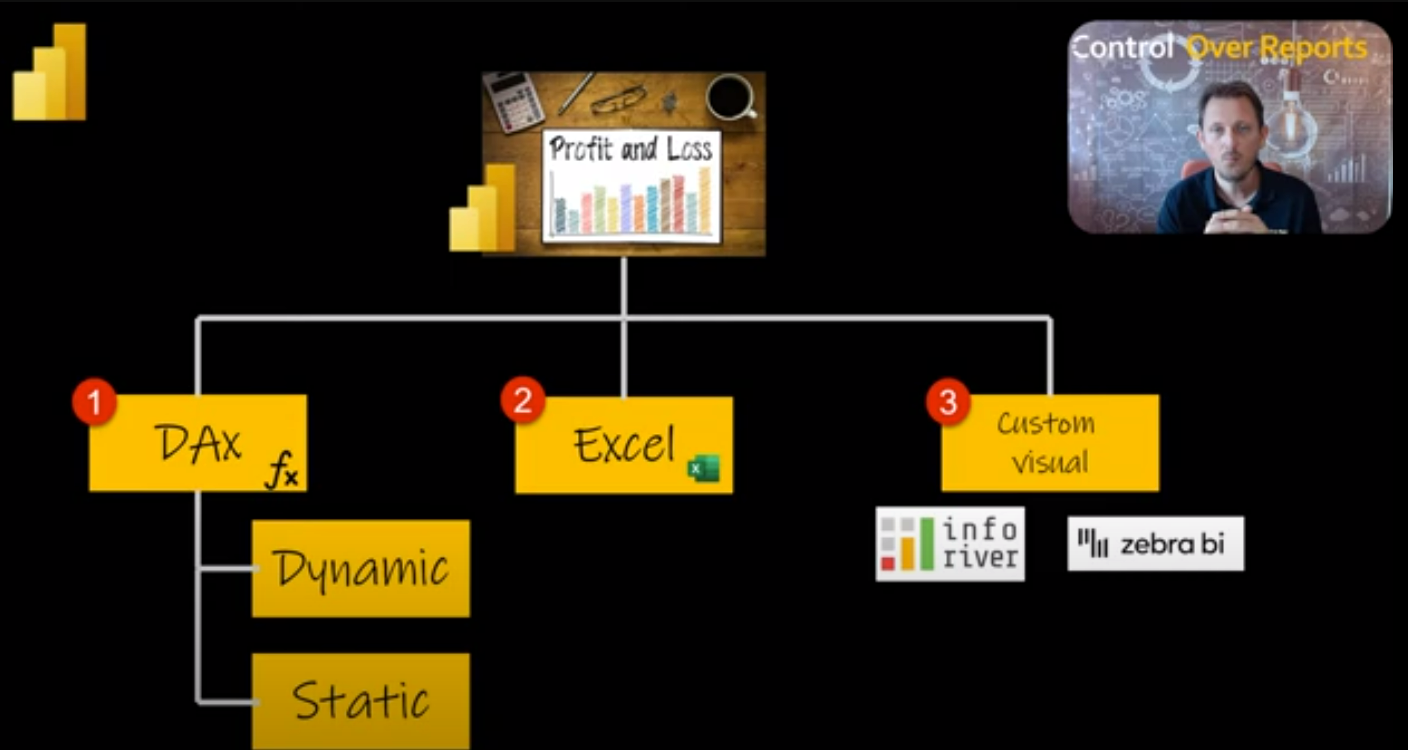 Control Over Reports
Profit and Loss
1
DAx
fx
2
Excel
X
3
Custom
visual
info
river
zebra bi
Dynamic
Static